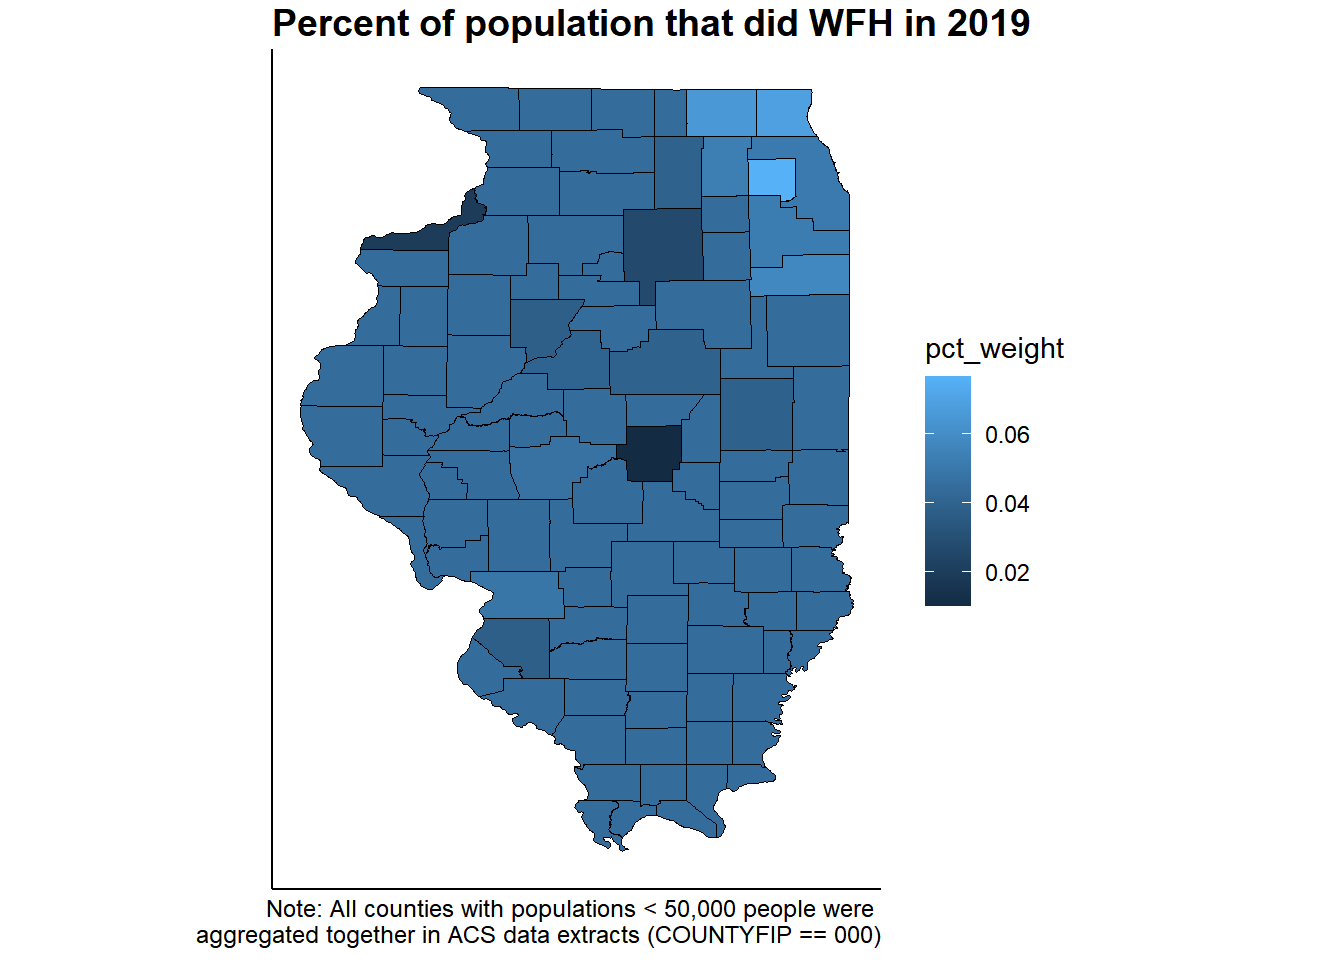 Percent of population that did WFH in 2019
pct_weight
0.06
0.04
0.02
Note: All counties with populations < 50,000 people were
aggregated together in ACS data extracts (COUNTYFIP == 000)